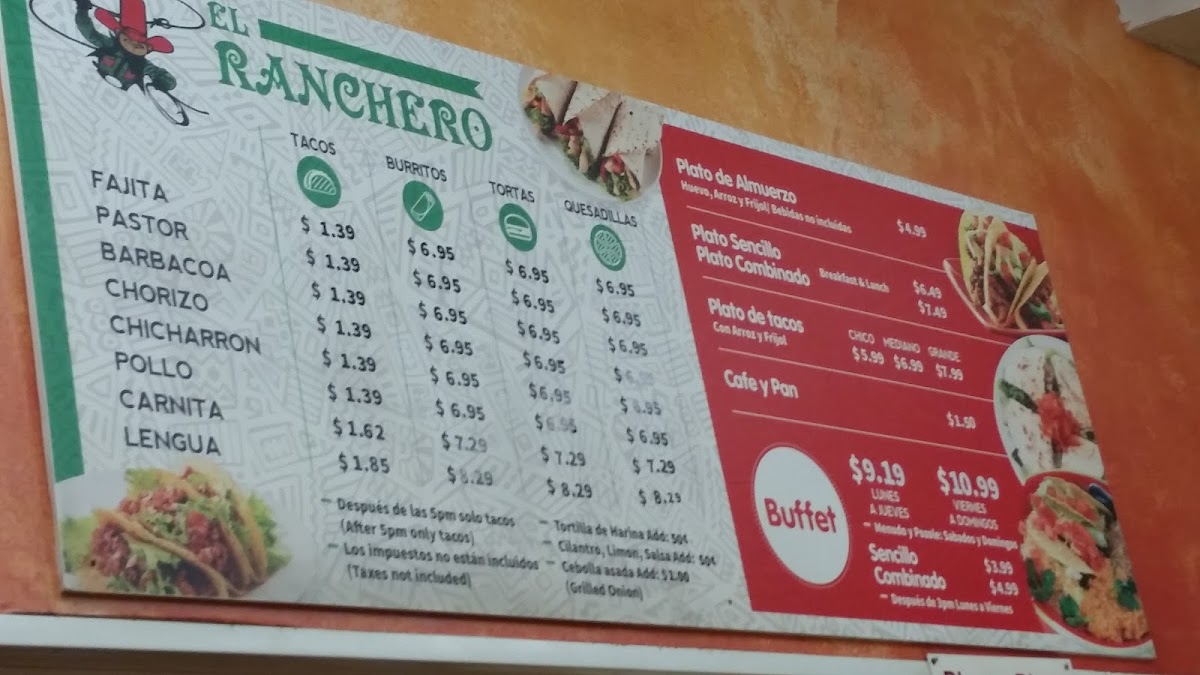 EL
RANCHERO
TACOS BURRITOS TORTAS QUESADILLAS
FAJITA $ 1.39 $ 6.95 $ 6.95 $ 6.95
PASTOR $ 1.39 $ 6.95 $ 6.95 $ 6.95
BARBACOA $ 1.39 $ 6.95 $ 6.95 $ 6.95
CHORIZO $ 1.39 $ 6.95 $ 6.95 $ 6.95
CHICHARRON $ 1.39 $ 6.95 $ 6.95 $ 6.95
POLLO $ 1.39 $ 6.95 $ 6.95 $ 6.95
CARNITA $ 1.62 $ 7.29 $ 7.29 $ 7.29
LENGUA $ 1.85 $ 8.29 $ 8.29 $ 8.29
– Después de las 5pm solo tacos
(After 5pm only tacos)
– Los impuestos no están incluidos
(Taxes not included)
– Tortilla de Harina Add: 50¢
– Cilantro, Limon, Salsa Add: 50¢
– Cebolla asada Add: $1.00
(Grilled Onion)
Plato de Almuerzo
Huevo, Arroz y Frijol/ Bebidas no incluidas $4.99
Plato Sencillo $6.49
Plato Combinado Breakfast & Lunch $7.49
Plato de tacos
Con Arroz y Frijol
CHICO MEDIANO GRANDE
$5.99 $6.99 $7.99
Cafe y Pan $1.50
Buffet
$9.19 $10.99
LUNES VIERNES
A JUEVES A DOMINGOS
– Menudo y Pozole: Sabados y Domingos
Sencillo $3.99
Combinado $4.99
– Después de 3pm Lunes a Viernes